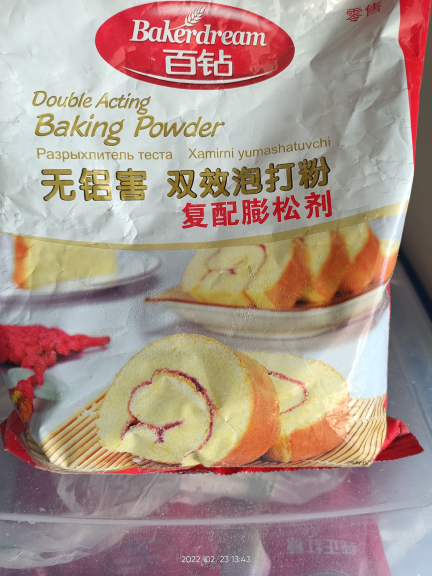 零售
Bakerdream
百钻
Double Acting
Baking Powder
Разрыхлитель теста Xamirni yumashatuvchi
无铝害 双效泡打粉
复配膨松剂
2022/02/23 13:43